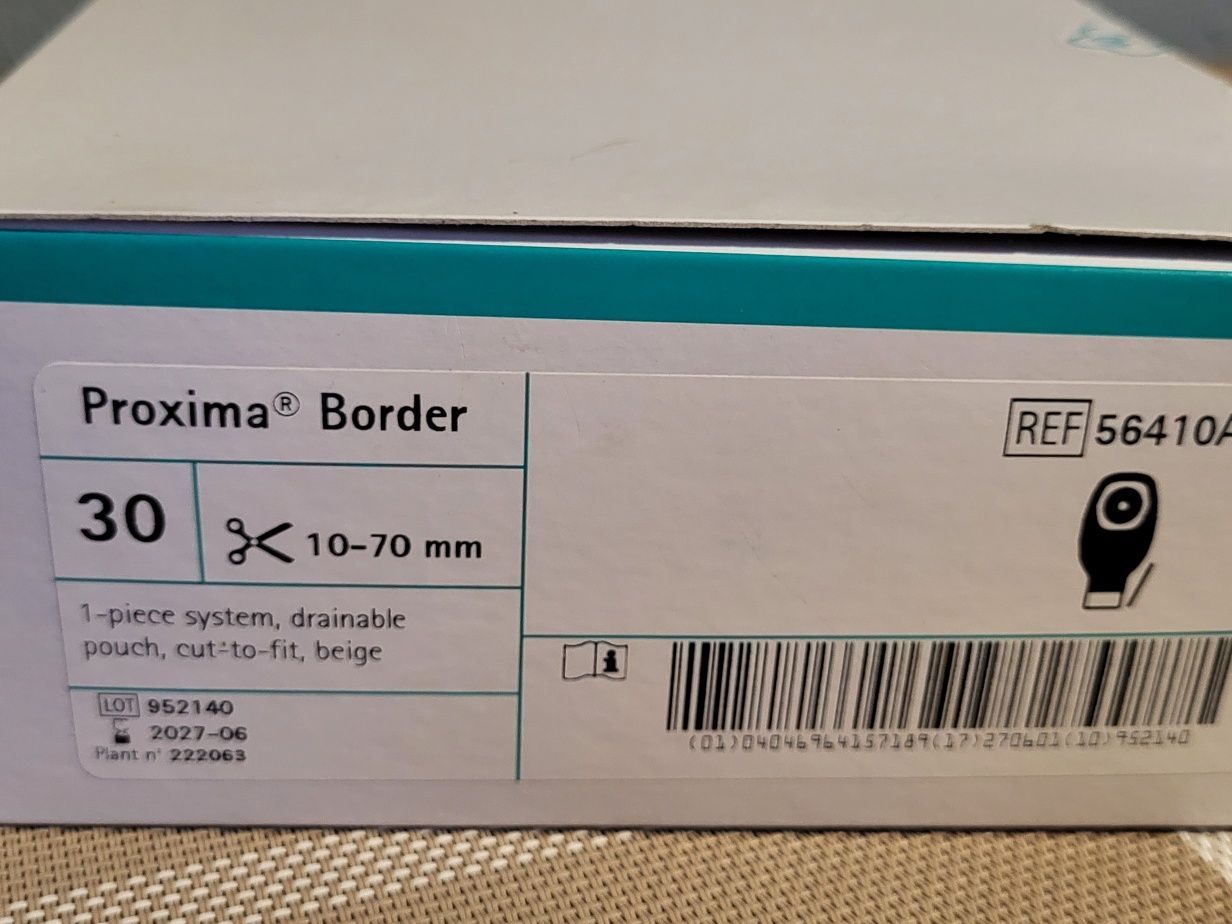 Proxima® Border
30
10-70 mm
1-piece system, drainable
pouch, cut-to-fit, beige
LOT 952140
2027-06
Plant n° 222063
REF 56410A
(01)04046964157189(17)270601(10)952140